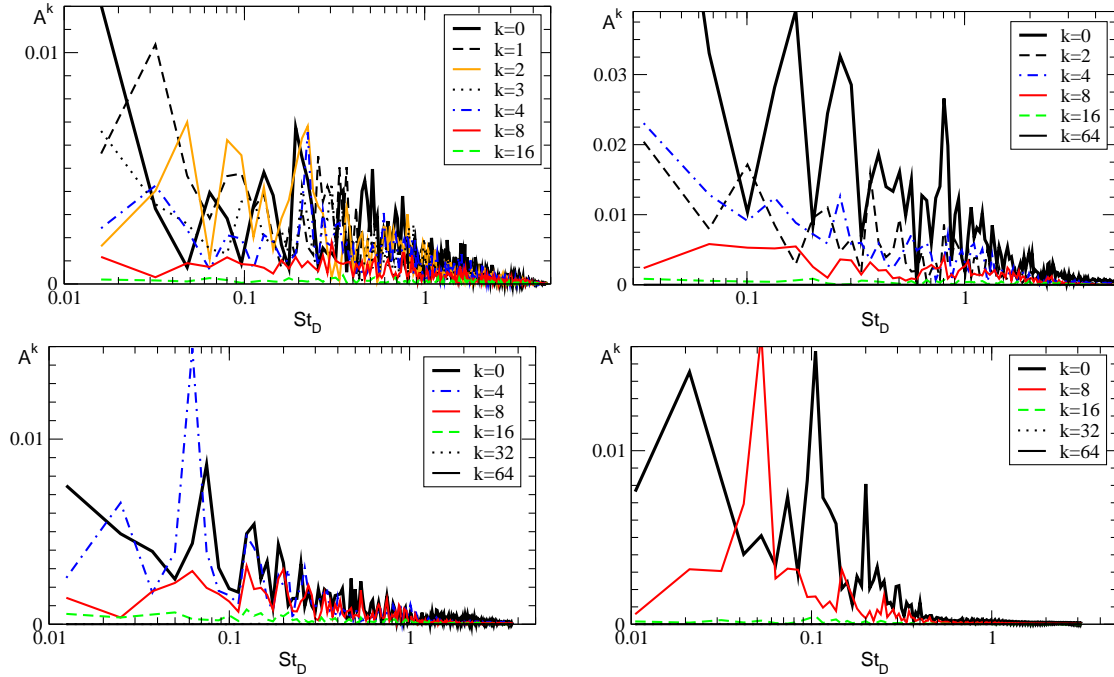 A^k
0.01
0
0.01
0.1
1
St_D
k=0
k=1
k=2
k=3
k=4
k=8
k=16
A^k
0.03
0.02
0.01
0
0.1
1
St_D
k=0
k=2
k=4
k=8
k=16
k=64
A^k
0.01
0
0.01
0.1
1
St_D
k=0
k=4
k=8
k=16
k=32
k=64
A^k
0.01
0
0.01
0.1
1
St_D
k=0
k=8
k=16
k=32
k=64